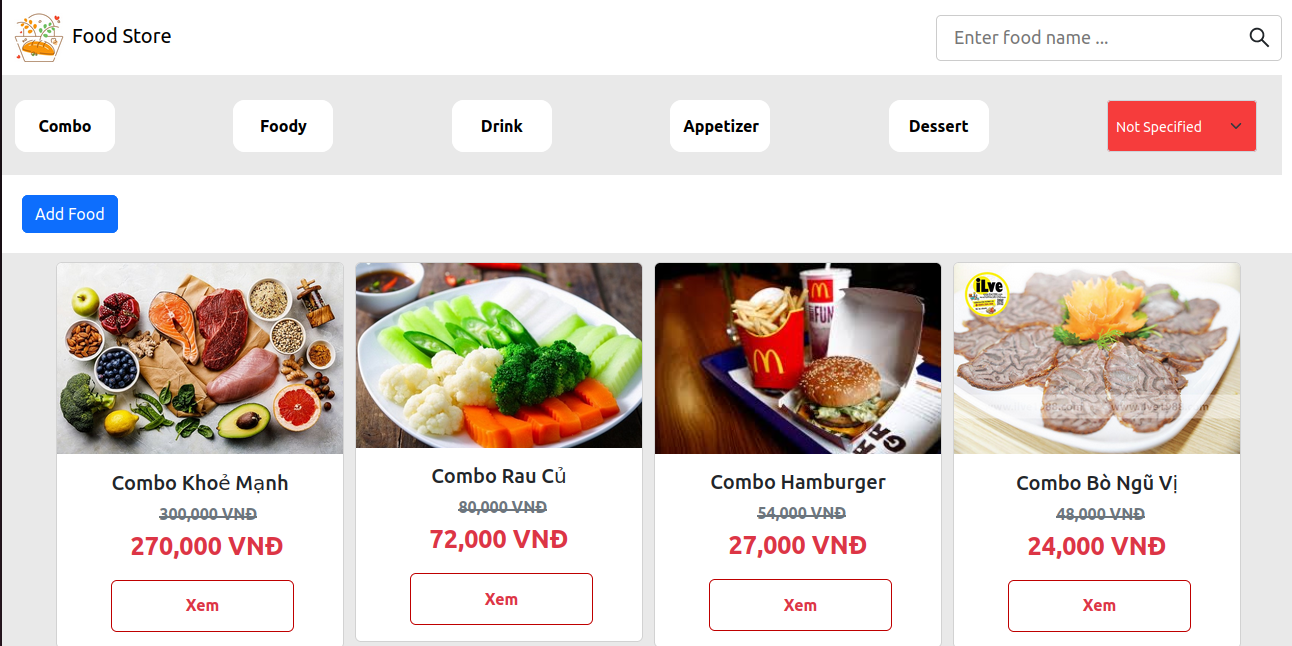 Food Store
Enter food name ...
Combo
Foody
Drink
Appetizer
Dessert
Not Specified
Add Food
iLve
Combo Khoẻ Mạnh
300,000 VNĐ
270,000 VNĐ
Xem
Combo Rau Củ
80,000 VNĐ
72,000 VNĐ
Xem
Combo Hamburger
54,000 VNĐ
27,000 VNĐ
Xem
Combo Bò Ngũ Vị
48,000 VNĐ
24,000 VNĐ
Xem